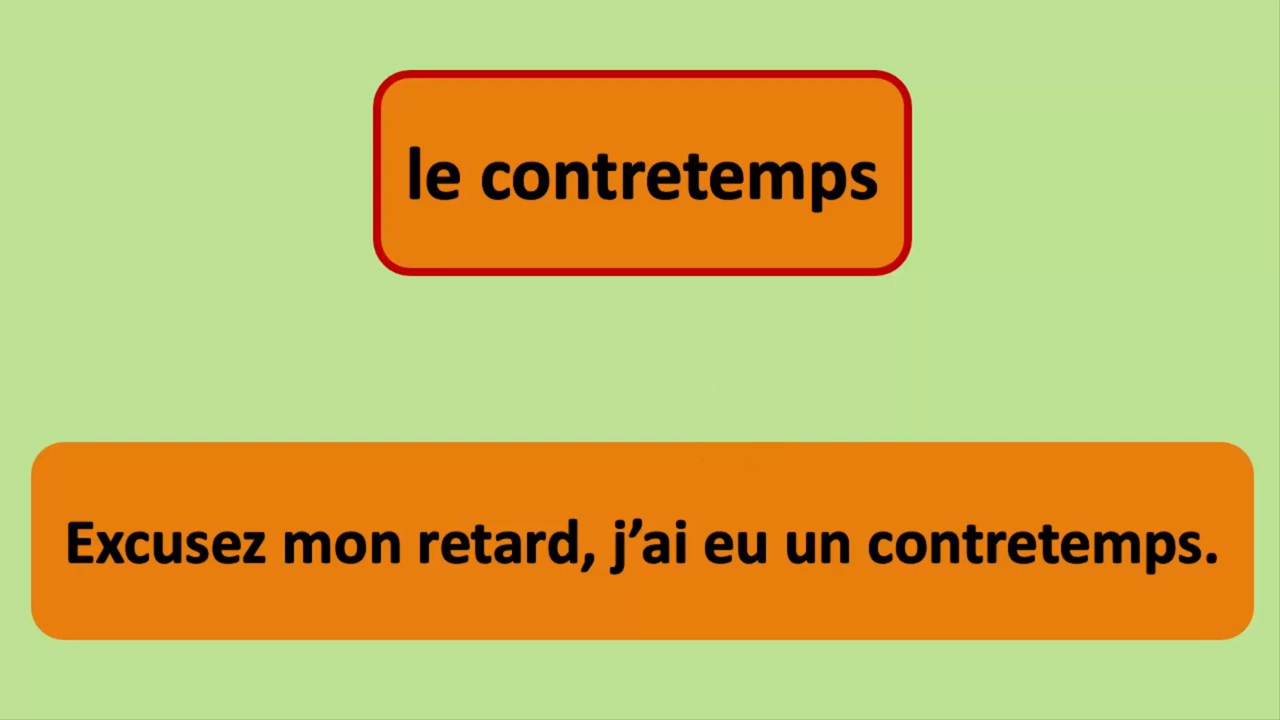 le contretemps
Excusez mon retard, j’ai eu un contretemps.